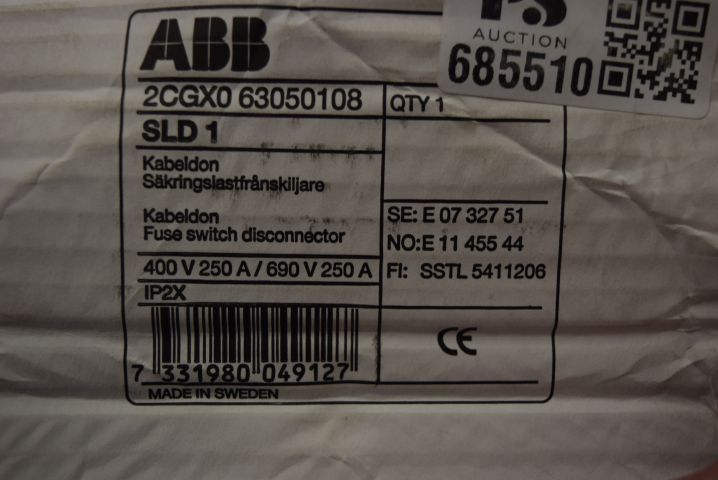 ABB
2CGX0 63050108
QTY 1
SLD 1
Kabeldon
Säkringslastfrånskiljare
Kabeldon
Fuse switch disconnector
SE: E 07 327 51
NO:E 11 455 44
FI: SSTL 5411206
400 V 250 A / 690 V 250 A
IP2X
CE
7 331980 049127
MADE IN SWEDEN
PS
AUCTION
685510